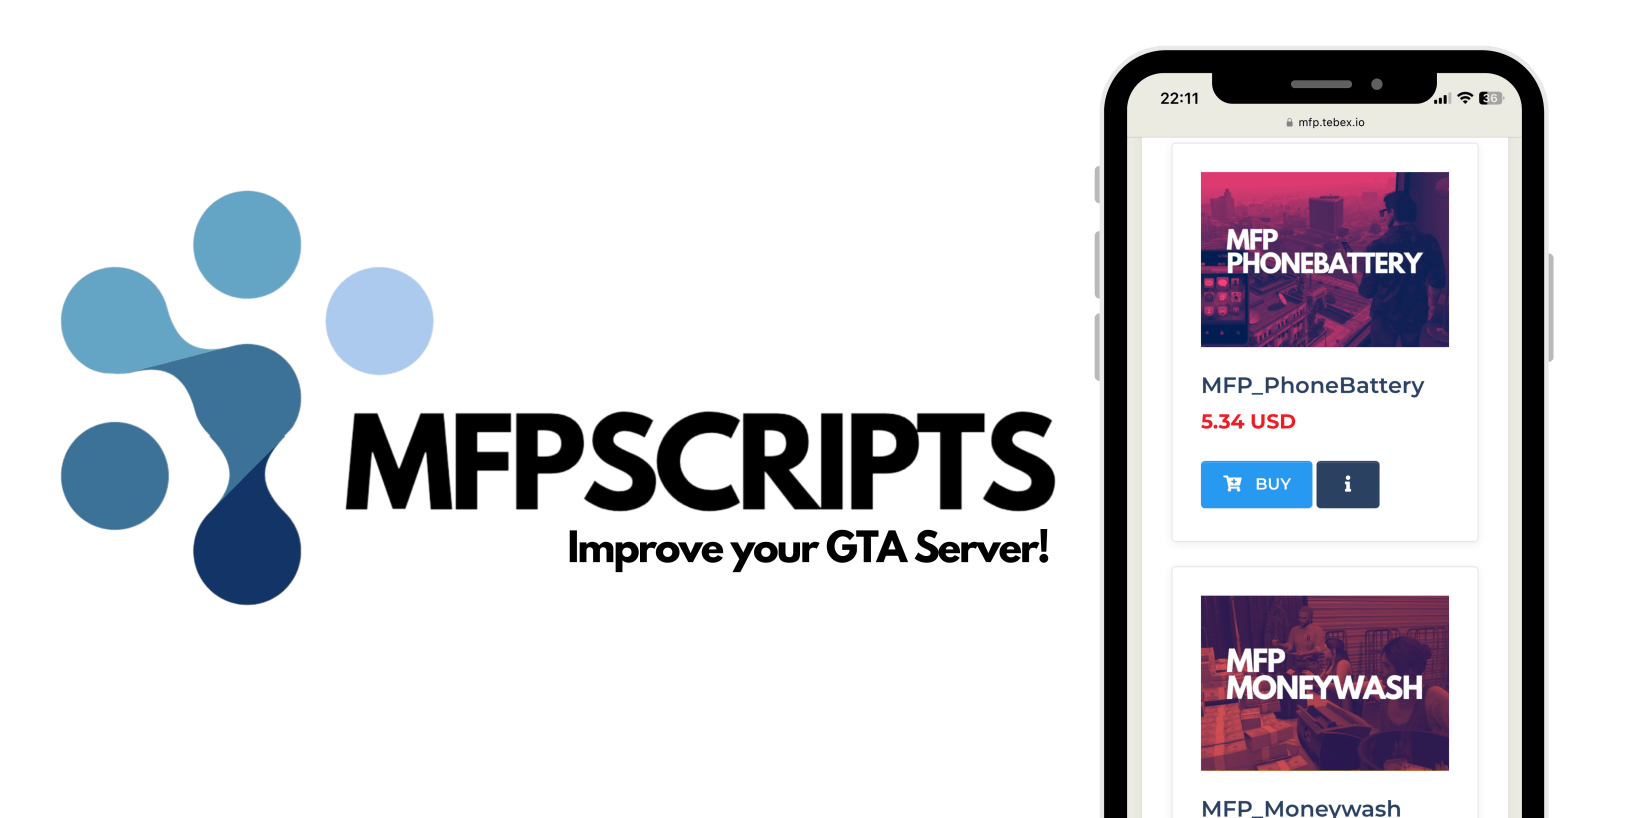 MFPSCRIPTS
Improve your GTA Server!
22:11
36
mfp.tebex.io
MFP
PHONEBATTERY
MFP_PhoneBattery
5.34 USD
BUY
i
MFP
MONEYWASH
MFP_Moneywash